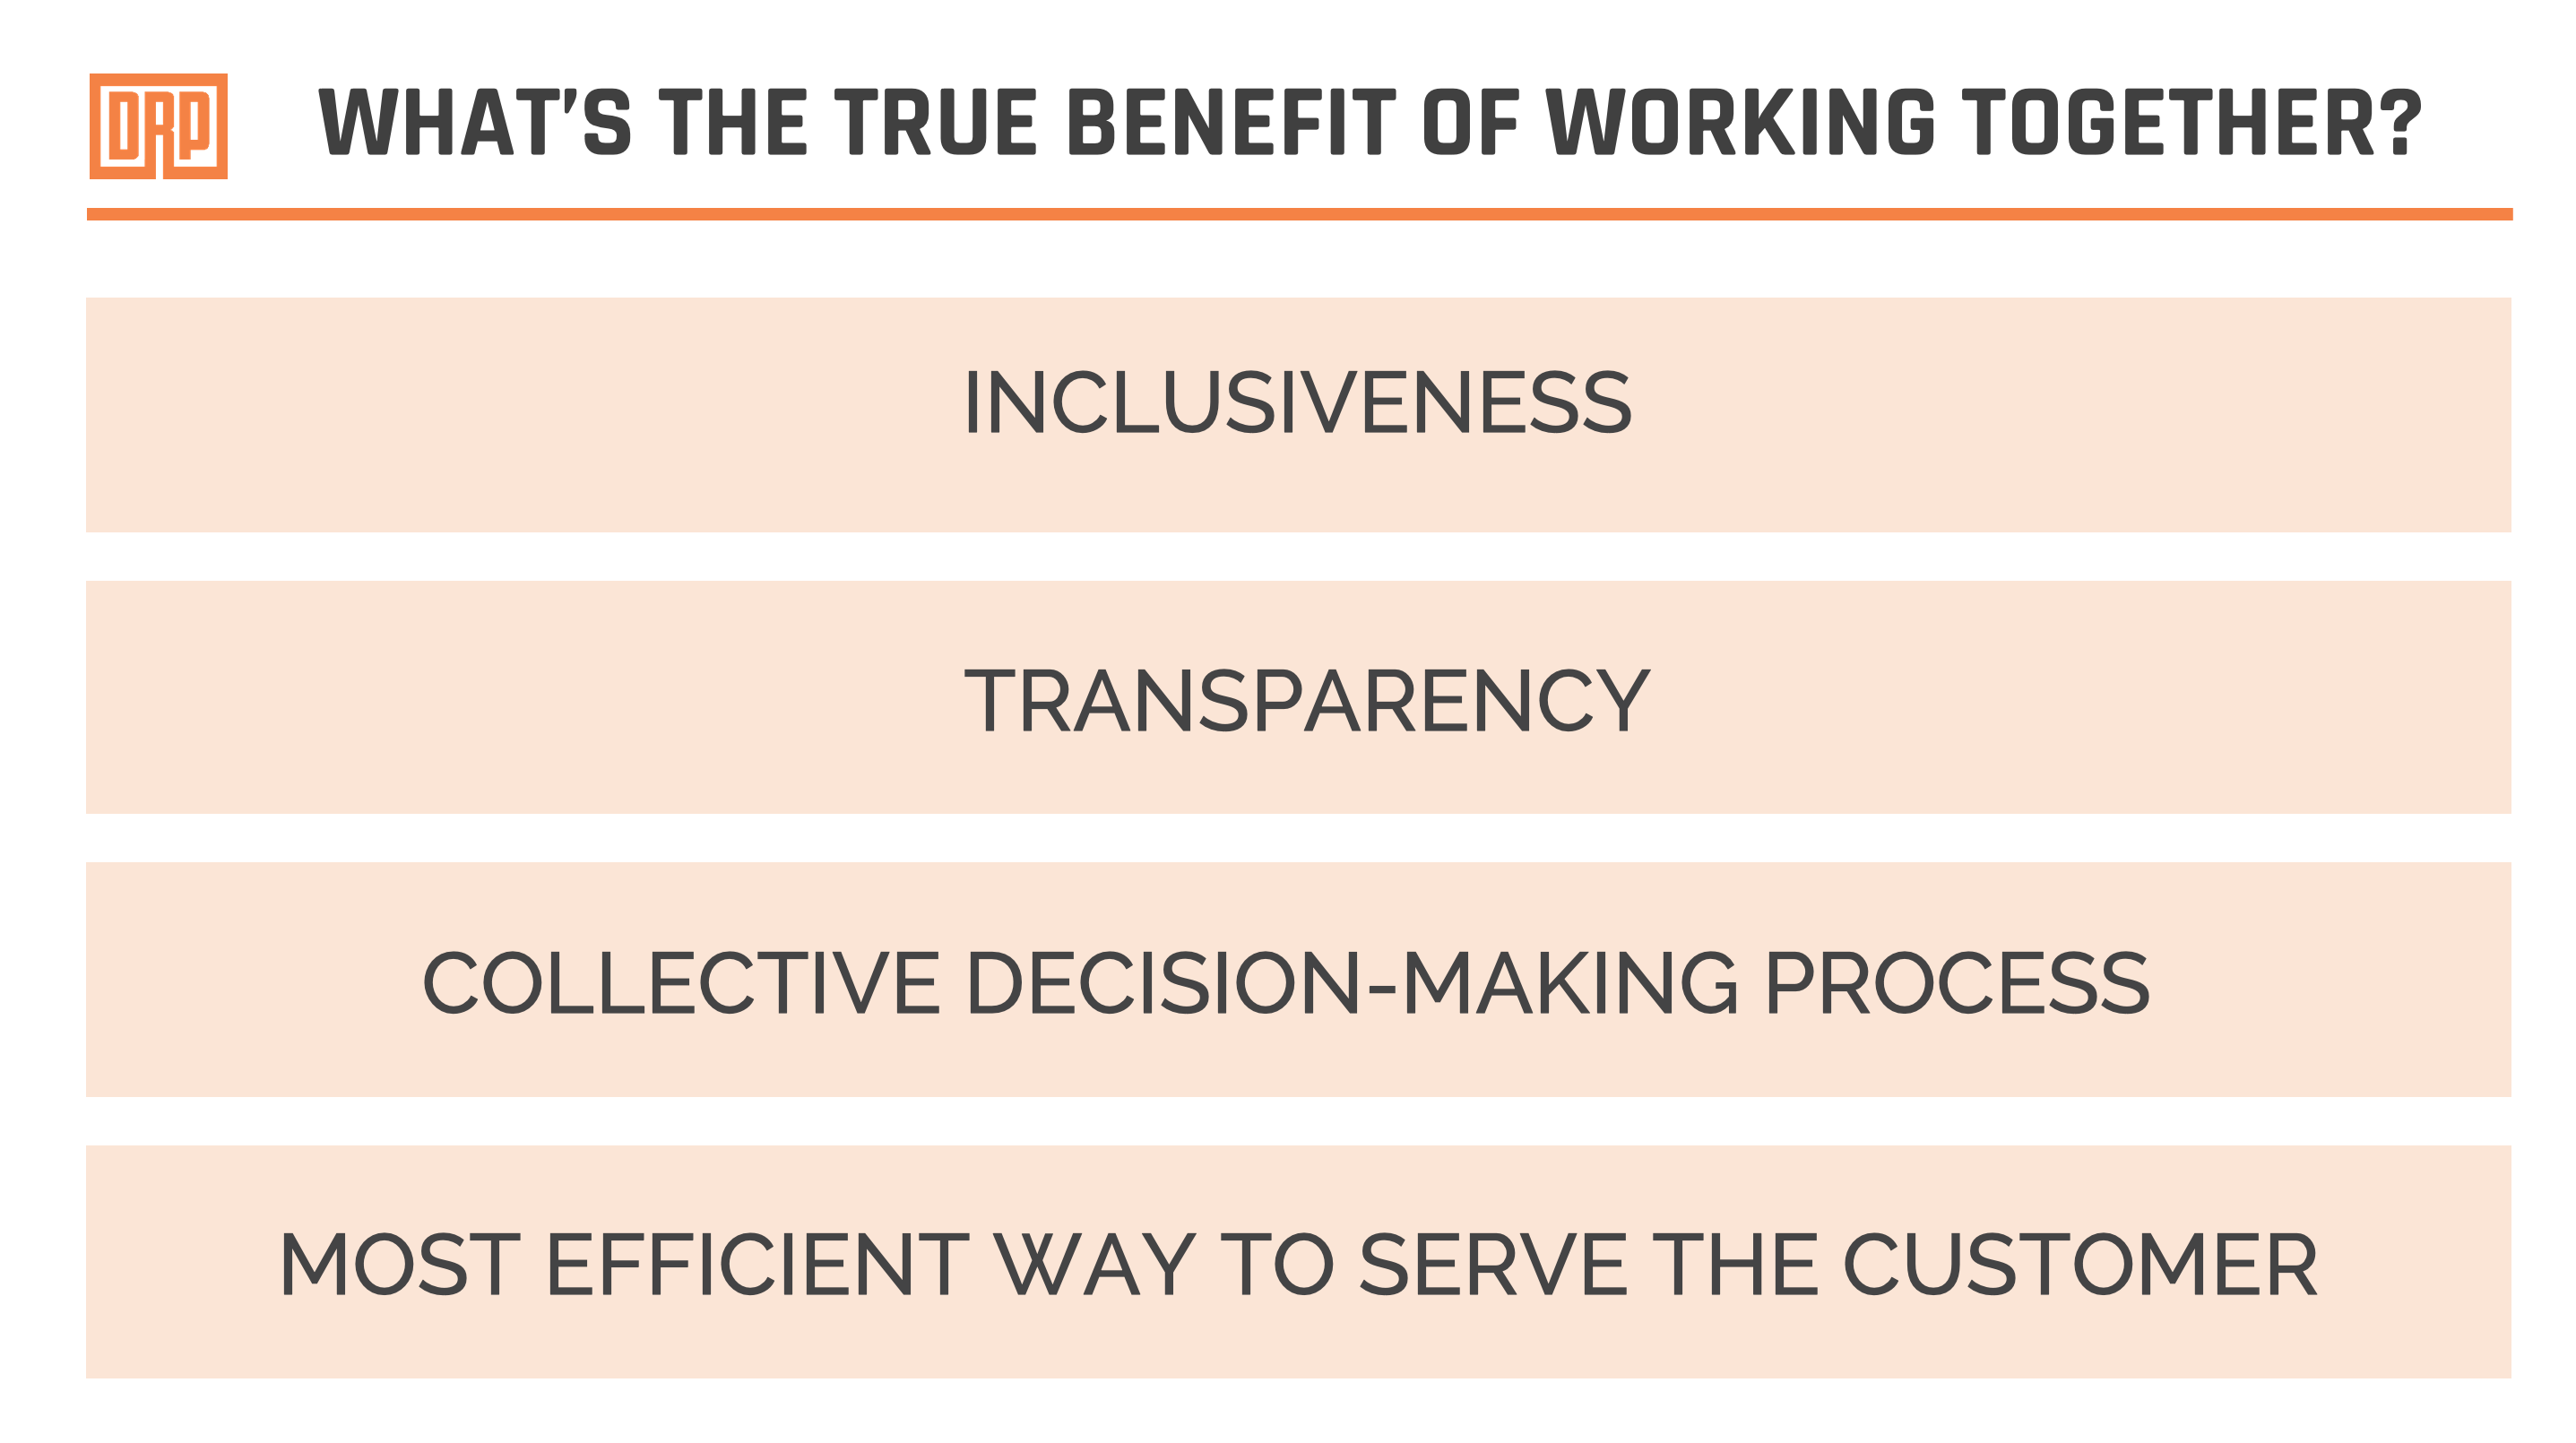 DRP
WHAT’S THE TRUE BENEFIT OF WORKING TOGETHER?
INCLUSIVENESS
TRANSPARENCY
COLLECTIVE DECISION-MAKING PROCESS
MOST EFFICIENT WAY TO SERVE THE CUSTOMER